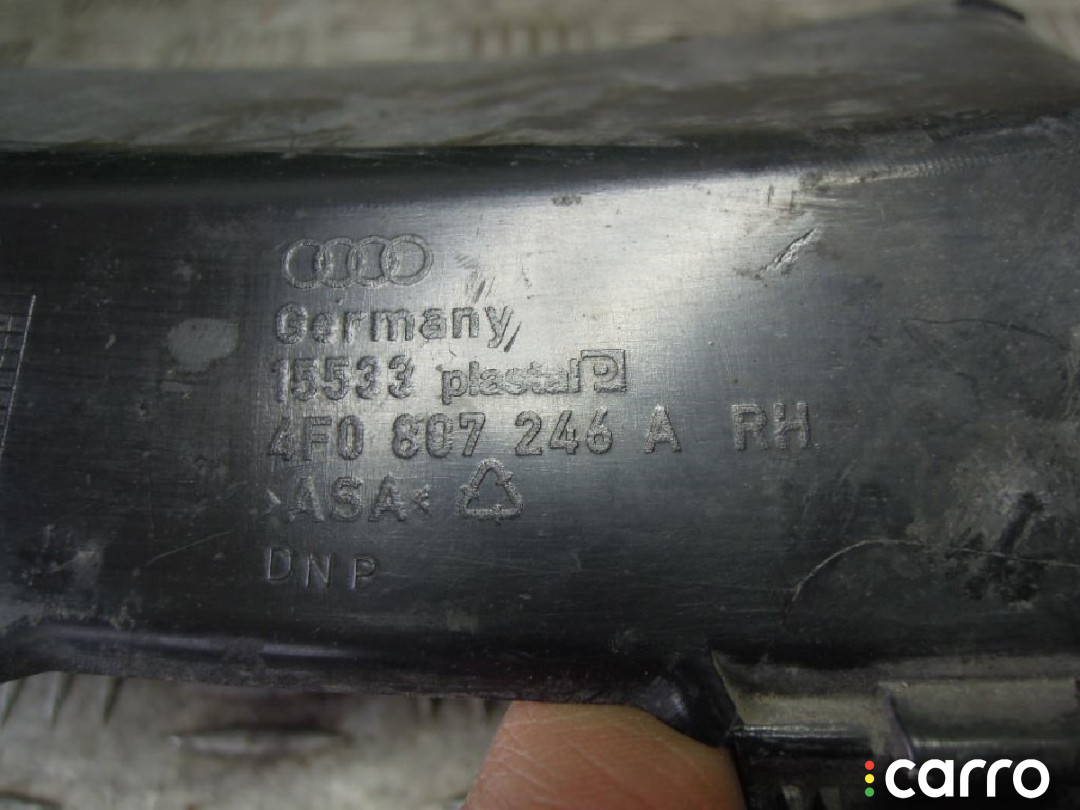 Germany
15533 plastal P
4F0 807 246 A RH
>ASA<
DNP
carro